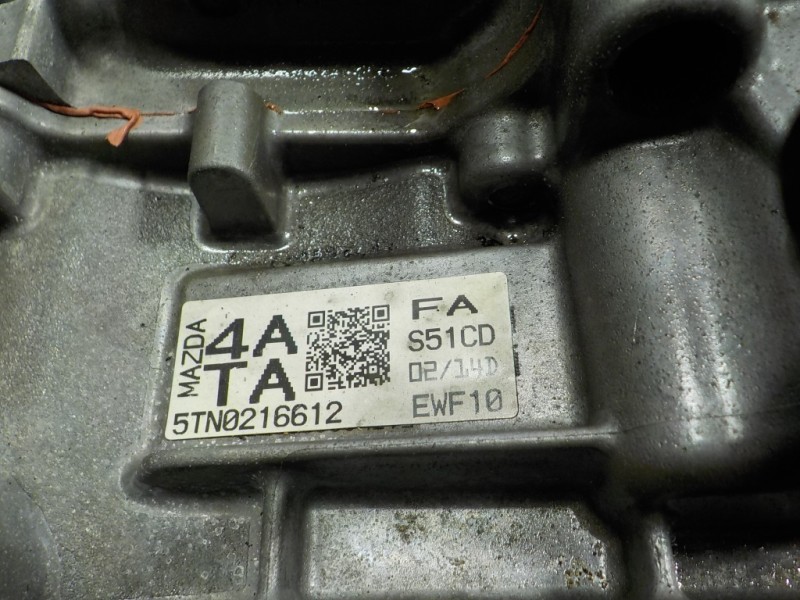 MAZDA
4A
TA
5TN0216612
FA
S51CD
02/14D
EWF10